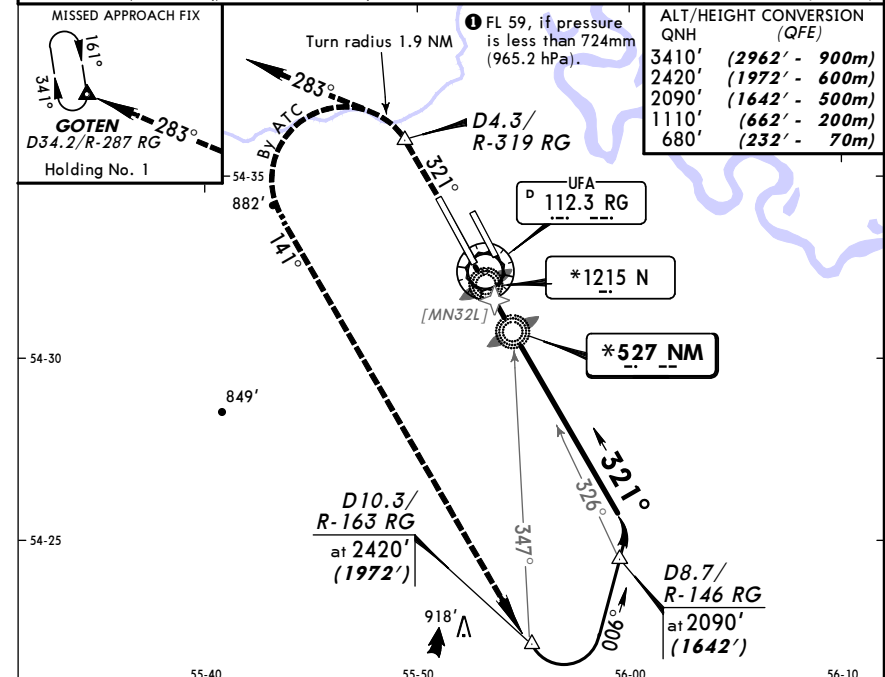 MISSED APPROACH FIX
161°
341°
GOTEN
D34.2/R-287 RG
283°
Holding No. 1
Turn radius 1.9 NM
1 FL 59, if pressure
is less than 724mm
(965.2 hPa).
ALT/HEIGHT CONVERSION
QNH (QFE)
3410' (2962' - 900m)
2420' (1972' - 600m)
2090' (1642' - 500m)
1110' (662' - 200m)
680' (232' - 70m)
283°
By ATC
D4.3/
R-319 RG
321°
54-35
882'
141°
UFA
D 112.3 RG
*1215 N
[MN32L]
*527 NM
54-30
849'
321°
326°
347°
D10.3/
R-163 RG
at 2420'
(1972')
54-25
D8.7/
R-146 RG
at 2090'
(1642')
006°
918'
55-40
55-50
56-00
56-10